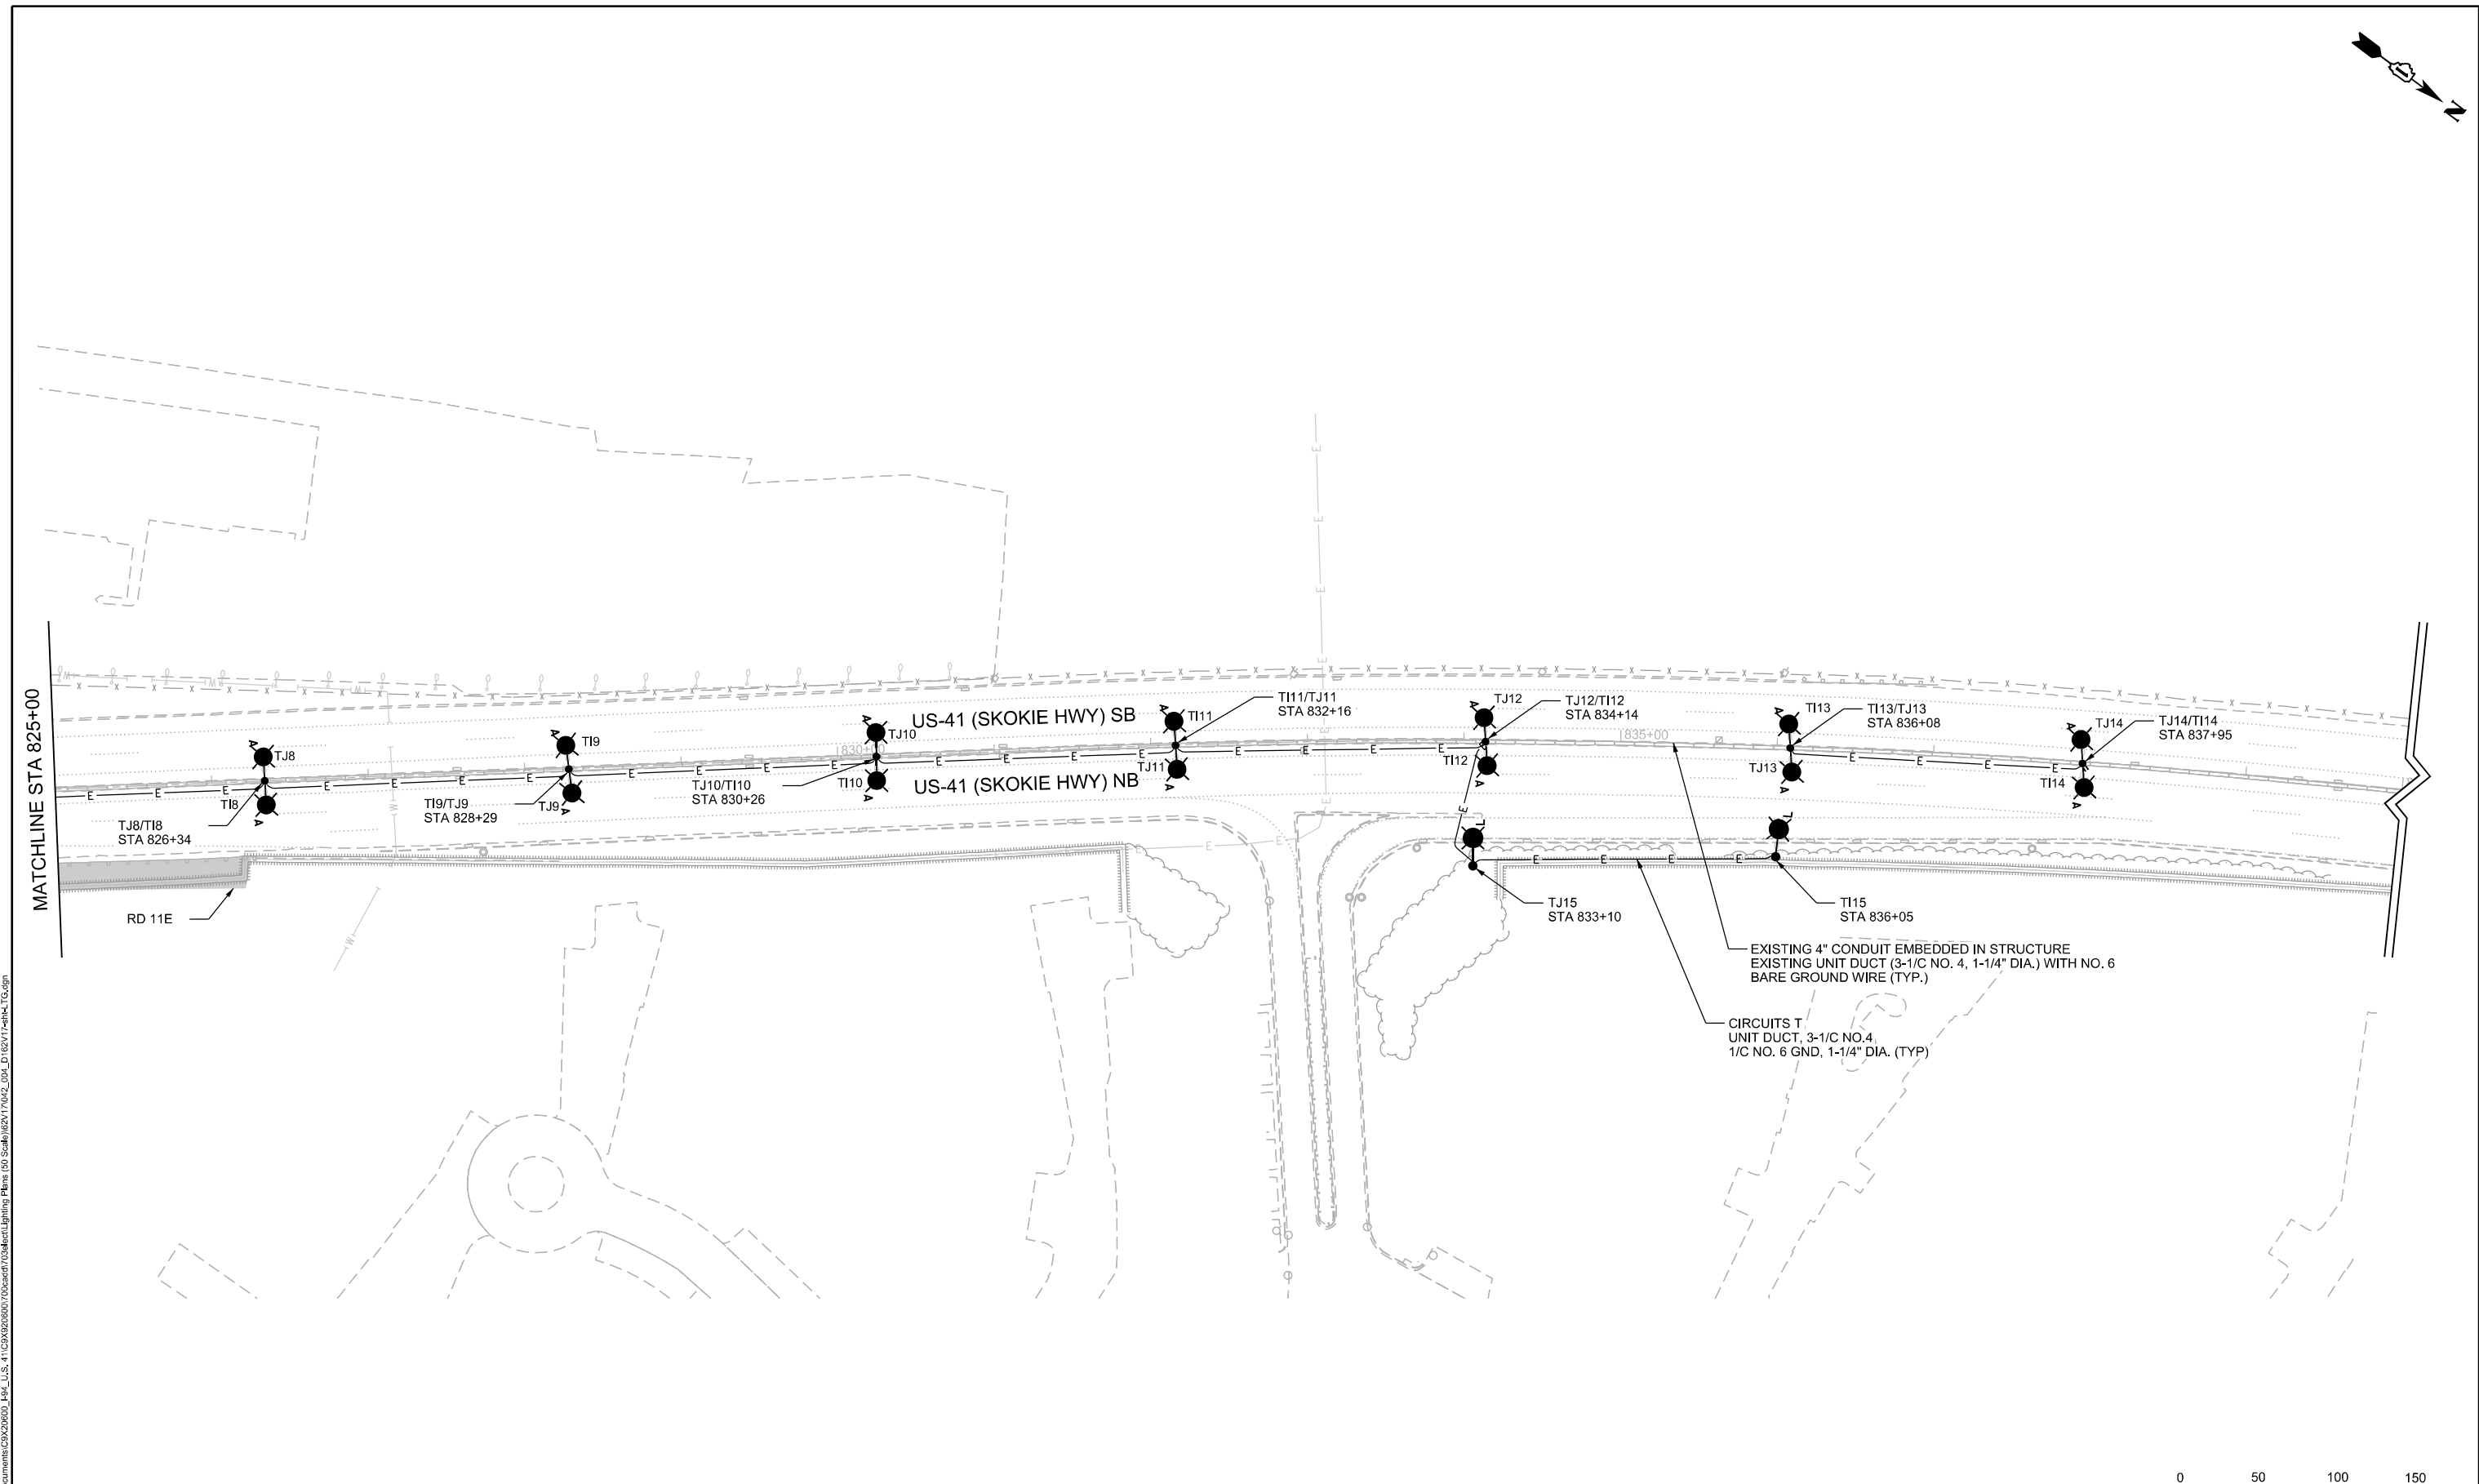 N
MATCHLINE STA 825+00
US-41 (SKOKIE HWY) SB
US-41 (SKOKIE HWY) NB
830+00
835+00
A
TJ8
TI8
A
TJ8/TI8
STA 826+34
RD 11E
A
TI9
TJ9
A
TI9/TJ9
STA 828+29
A
TJ10
TI10
A
TJ10/TI10
STA 830+26
A
TI11
TJ11
A
TI11/TJ11
STA 832+16
A
TJ12
TI12
A
TJ12/TI12
STA 834+14
A
TI13
TJ13
A
TI13/TJ13
STA 836+08
A
TJ14
TI14
A
TJ14/TI14
STA 837+95
L
TJ15
STA 833+10
L
TI15
STA 836+05
EXISTING 4" CONDUIT EMBEDDED IN STRUCTURE
EXISTING UNIT DUCT (3-1/C NO. 4, 1-1/4" DIA.) WITH NO. 6
BARE GROUND WIRE (TYP.)
CIRCUITS T
UNIT DUCT, 3-1/C NO.4
1/C NO. 6 GND, 1-1/4" DIA. (TYP)
E E E E E E E E E E E E E E E E E E E E E E E
E E E E E
W W W W W
0 50 100 150